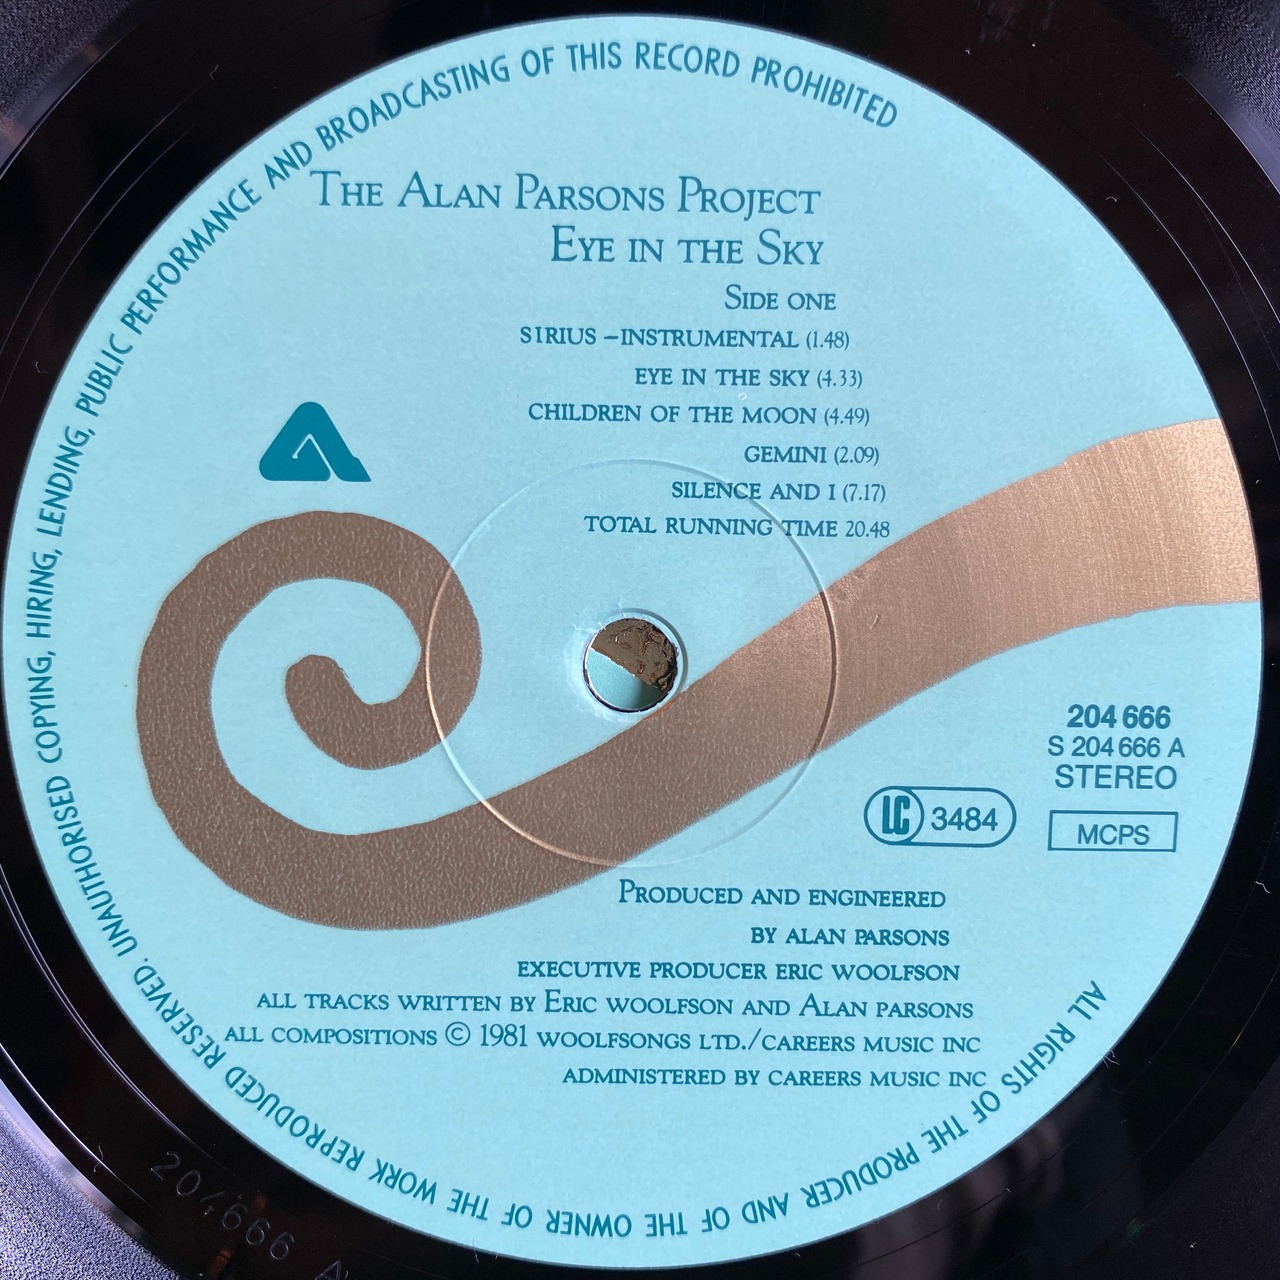 ALL RIGHTS OF THE PRODUCER AND OF THE OWNER OF THE WORK REPRODUCED RESERVED. UNAUTHORISED COPYING, HIRING, LENDING, PUBLIC PERFORMANCE AND BROADCASTING OF THIS RECORD PROHIBITED
THE ALAN PARSONS PROJECT
EYE IN THE SKY
SIDE ONE
SIRIUS –INSTRUMENTAL (1.48)
EYE IN THE SKY (4.33)
CHILDREN OF THE MOON (4.49)
GEMINI (2.09)
SILENCE AND I (7.17)
TOTAL RUNNING TIME 20.48
204 666
S 204 666 A
STEREO
LC 3484
MCPS
PRODUCED AND ENGINEERED
BY ALAN PARSONS
EXECUTIVE PRODUCER ERIC WOOLFSON
ALL TRACKS WRITTEN BY ERIC WOOLFSON AND ALAN PARSONS
ALL COMPOSITIONS © 1981 WOOLFSONGS LTD./CAREERS MUSIC INC
ADMINISTERED BY CAREERS MUSIC INC
204666 A